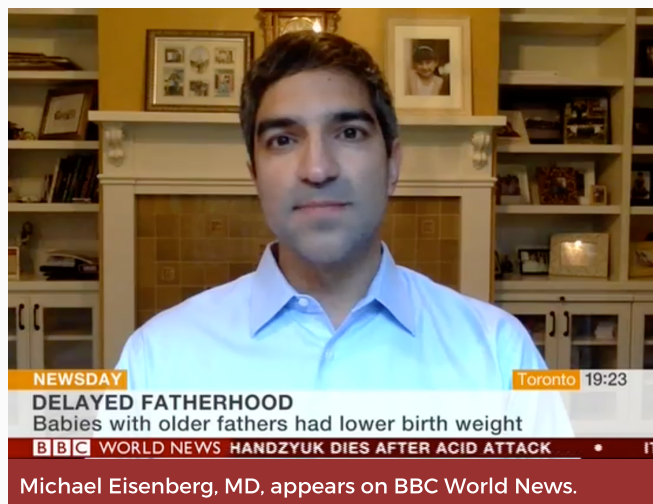 NEWSDAY
Toronto 19:23
DELAYED FATHERHOOD
Babies with older fathers had lower birth weight
BBC WORLD NEWS HANDZYUK DIES AFTER ACID ATTACK • IT
Michael Eisenberg, MD, appears on BBC World News.